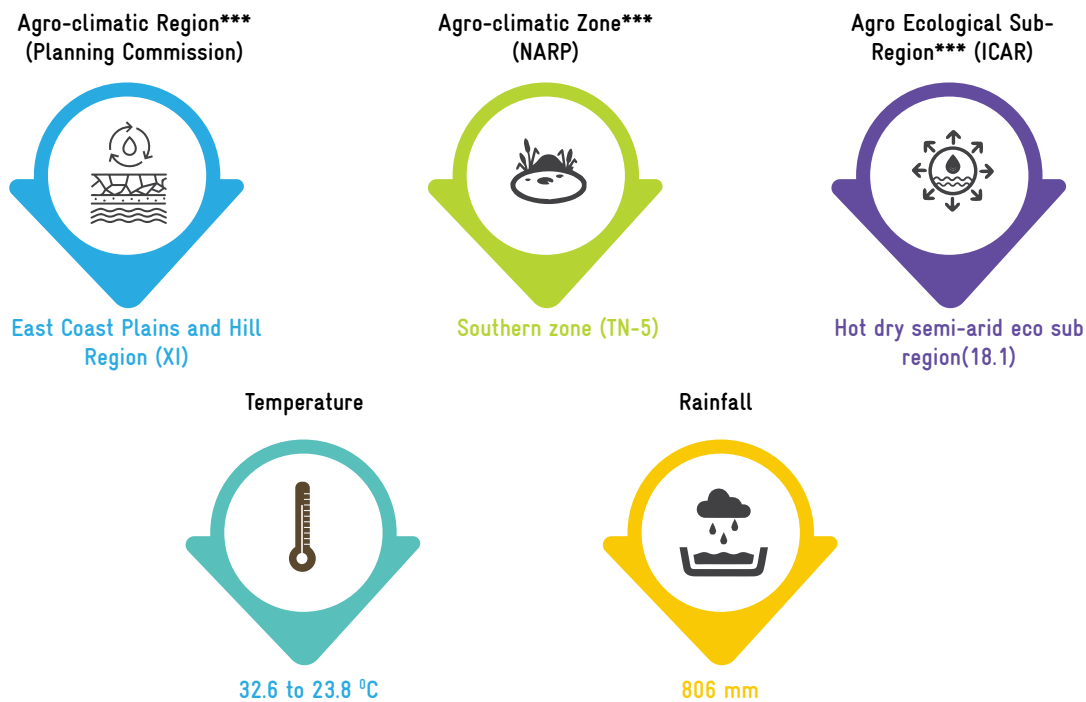 Agro-climatic Region***
(Planning Commission)
East Coast Plains and Hill
Region (XI)
Agro-climatic Zone***
(NARP)
Southern zone (TN-5)
Agro Ecological Sub-
Region*** (ICAR)
Hot dry semi-arid eco sub
region(18.1)
Temperature
32.6 to 23.8 ⁰C
Rainfall
806 mm